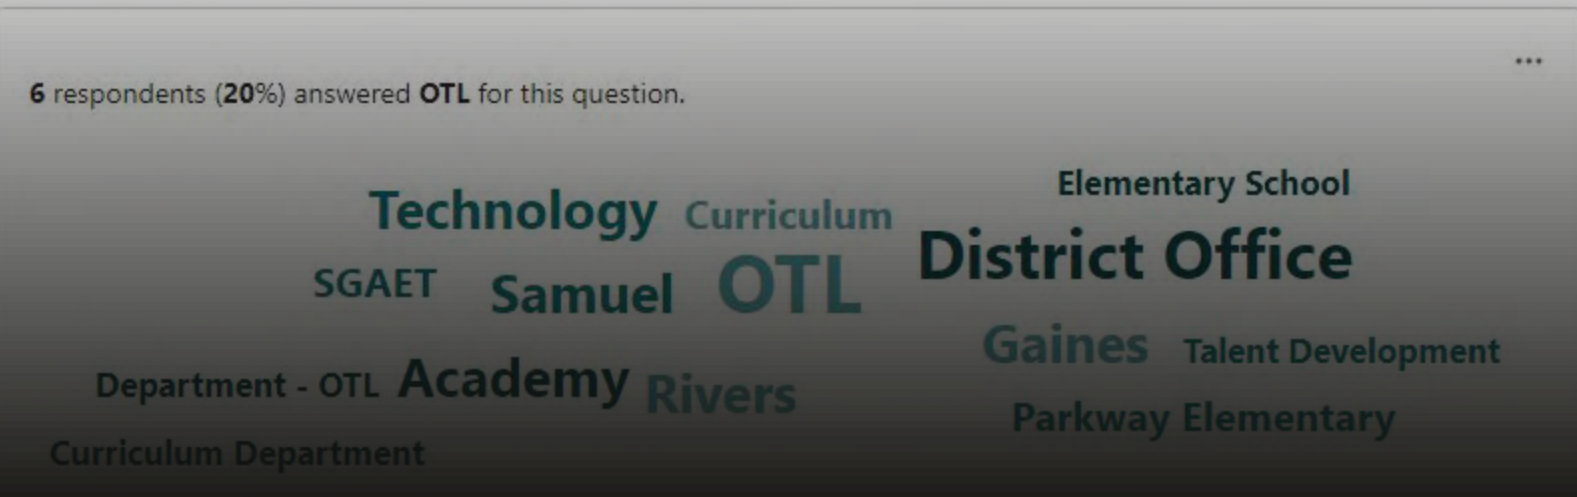 ...
6 respondents (20%) answered OTL for this question.
Elementary School
Technology Curriculum
District Office
SGAET Samuel OTL
Gaines Talent Development
Department - OTL Academy Rivers
Parkway Elementary
Curriculum Department